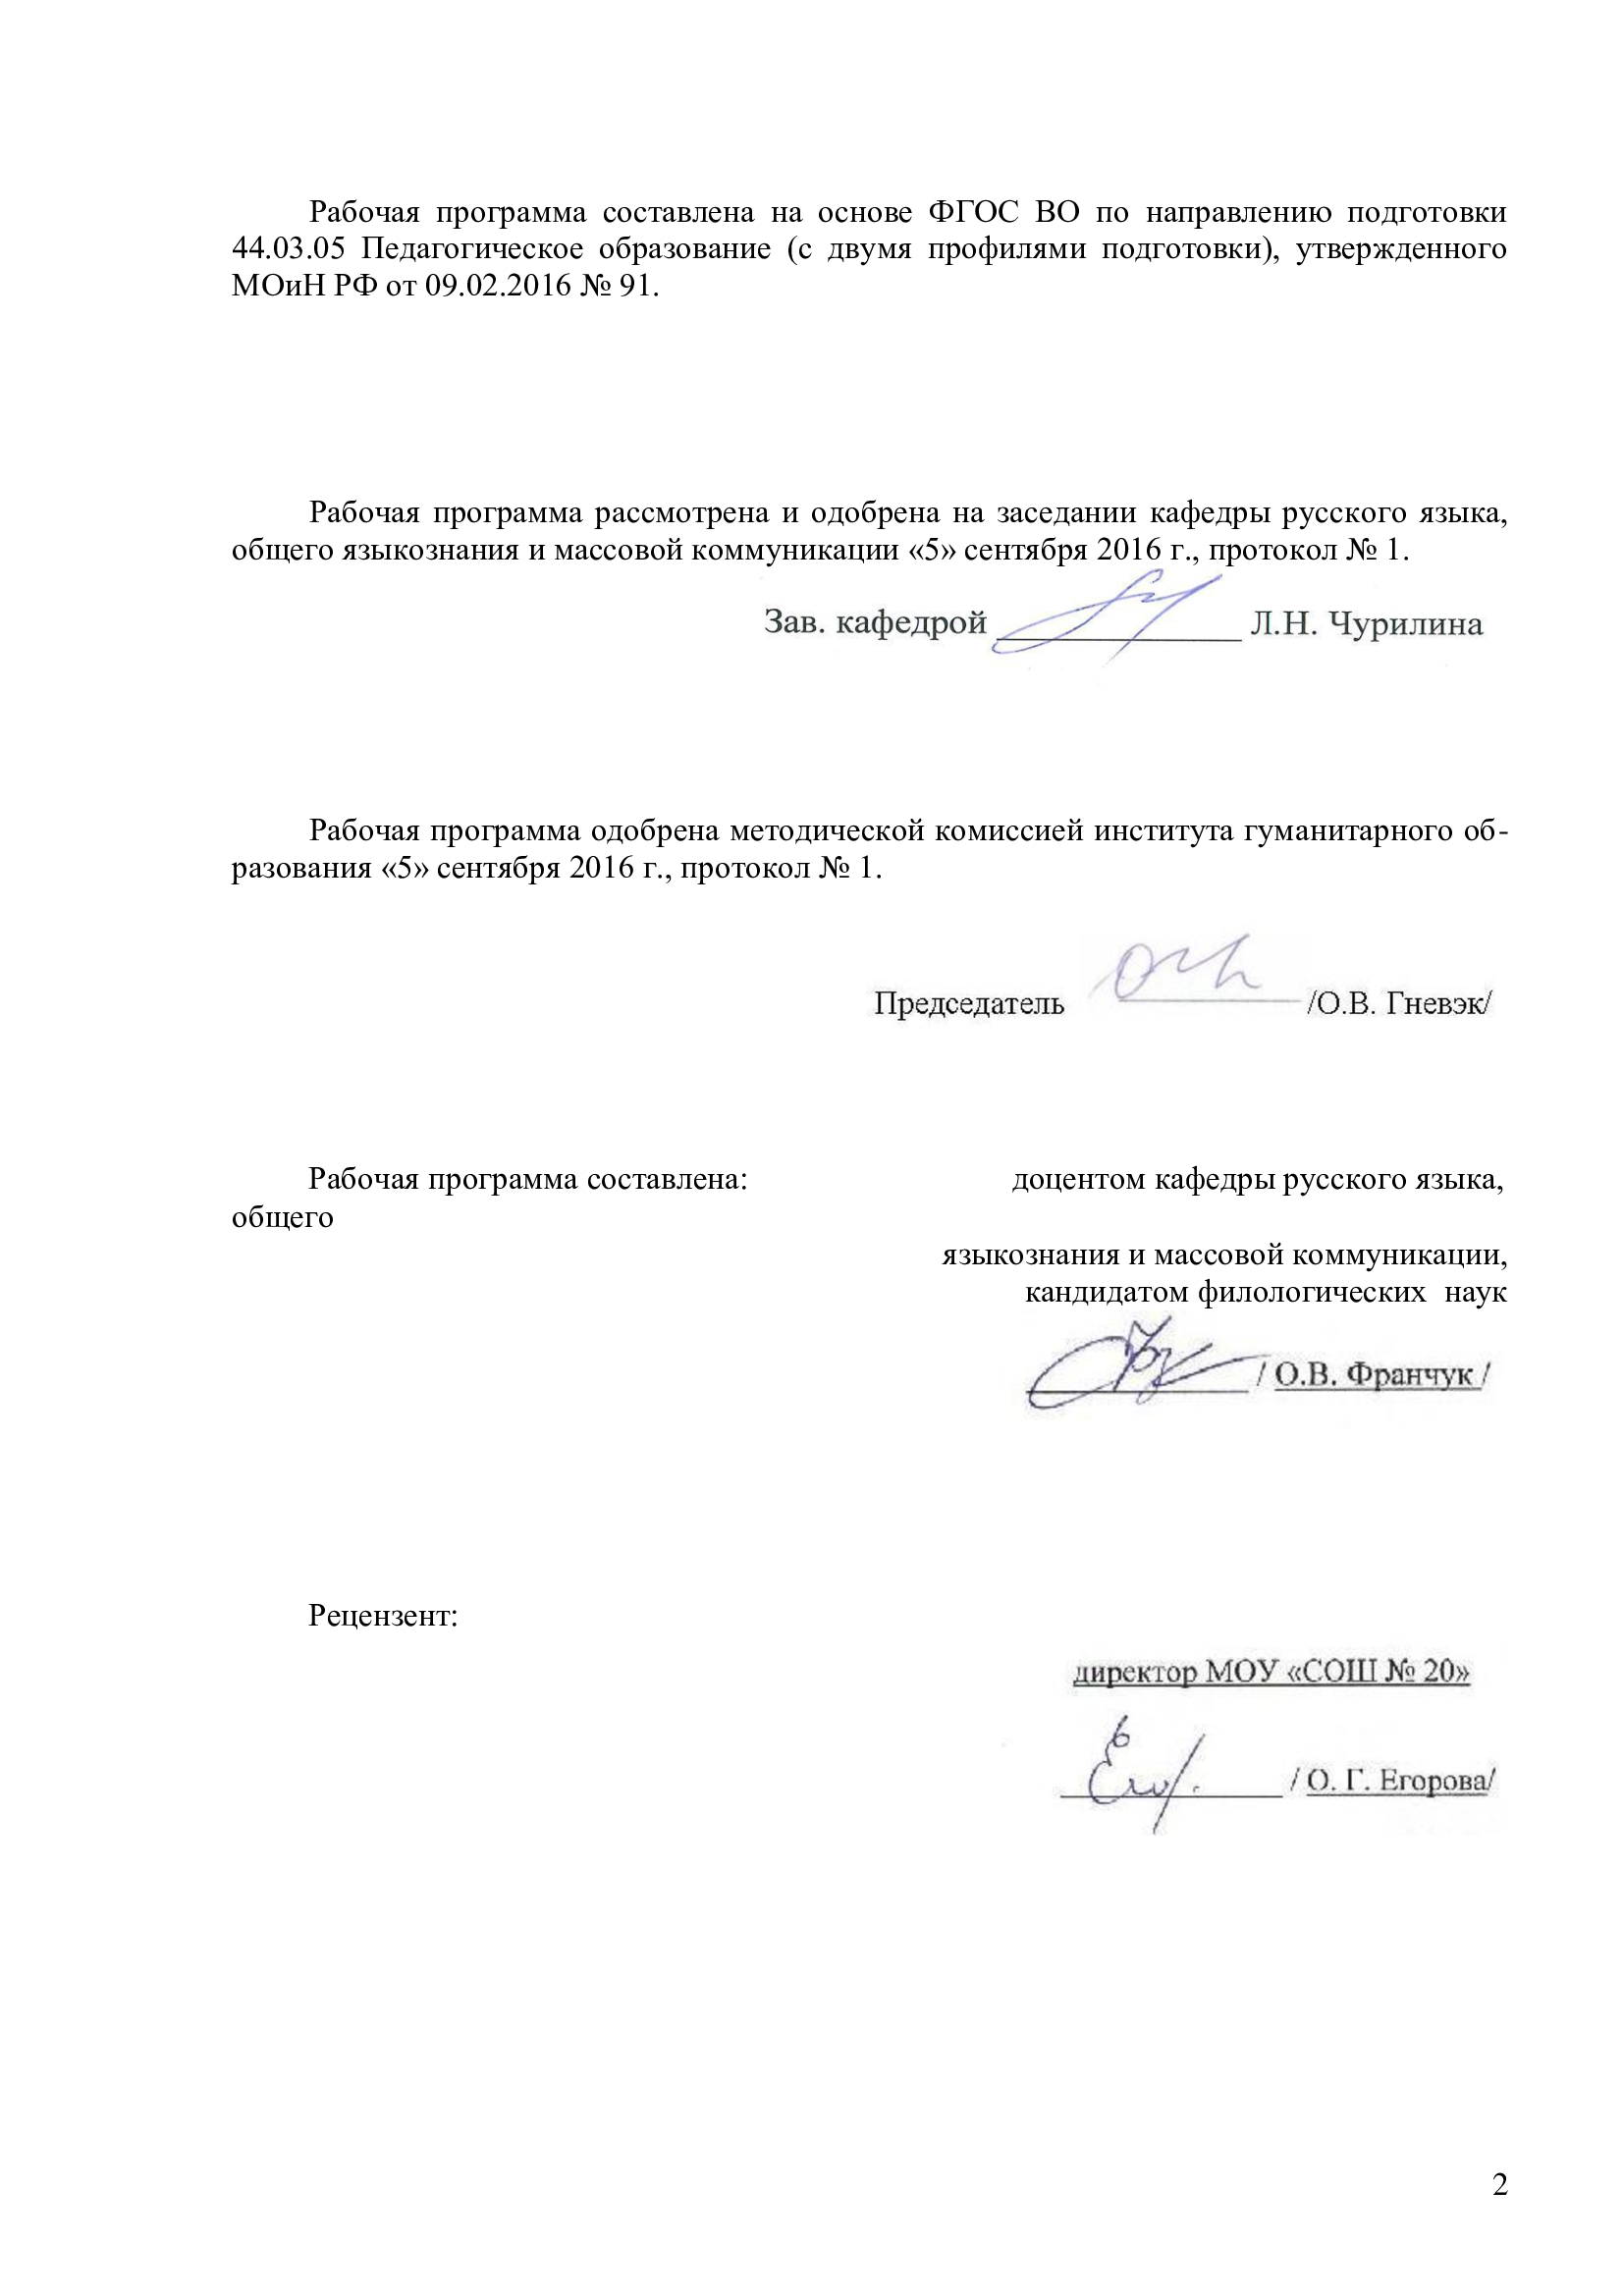 Рабочая программа составлена на основе ФГОС ВО по направлению подготовки
44.03.05 Педагогическое образование (с двумя профилями подготовки), утвержденного
МОиН РФ от 09.02.2016 № 91.
Рабочая программа рассмотрена и одобрена на заседании кафедры русского языка,
общего языкознания и массовой коммуникации «5» сентября 2016 г., протокол № 1.
Зав. кафедрой Л.Н. Чурилина
Рабочая программа одобрена методической комиссией института гуманитарного об-
разования «5» сентября 2016 г., протокол № 1.
Председатель /О.В. Гневэк/
Рабочая программа составлена: доцентом кафедры русского языка,
общего
языкознания и массовой коммуникации,
кандидатом филологических наук
/ О.В. Франчук /
Рецензент:
директор МОУ «СОШ № 20»
/ О. Г. Егорова/
2